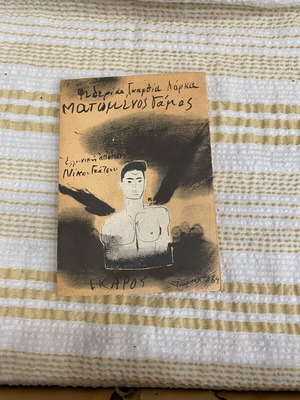 Φεδερίκο Γκαρθία Λόρκα
ματωμένος γάμος
ελληνική απόδοση
Νίκου Γκάτσου
ΙΚΑΡΟΣ